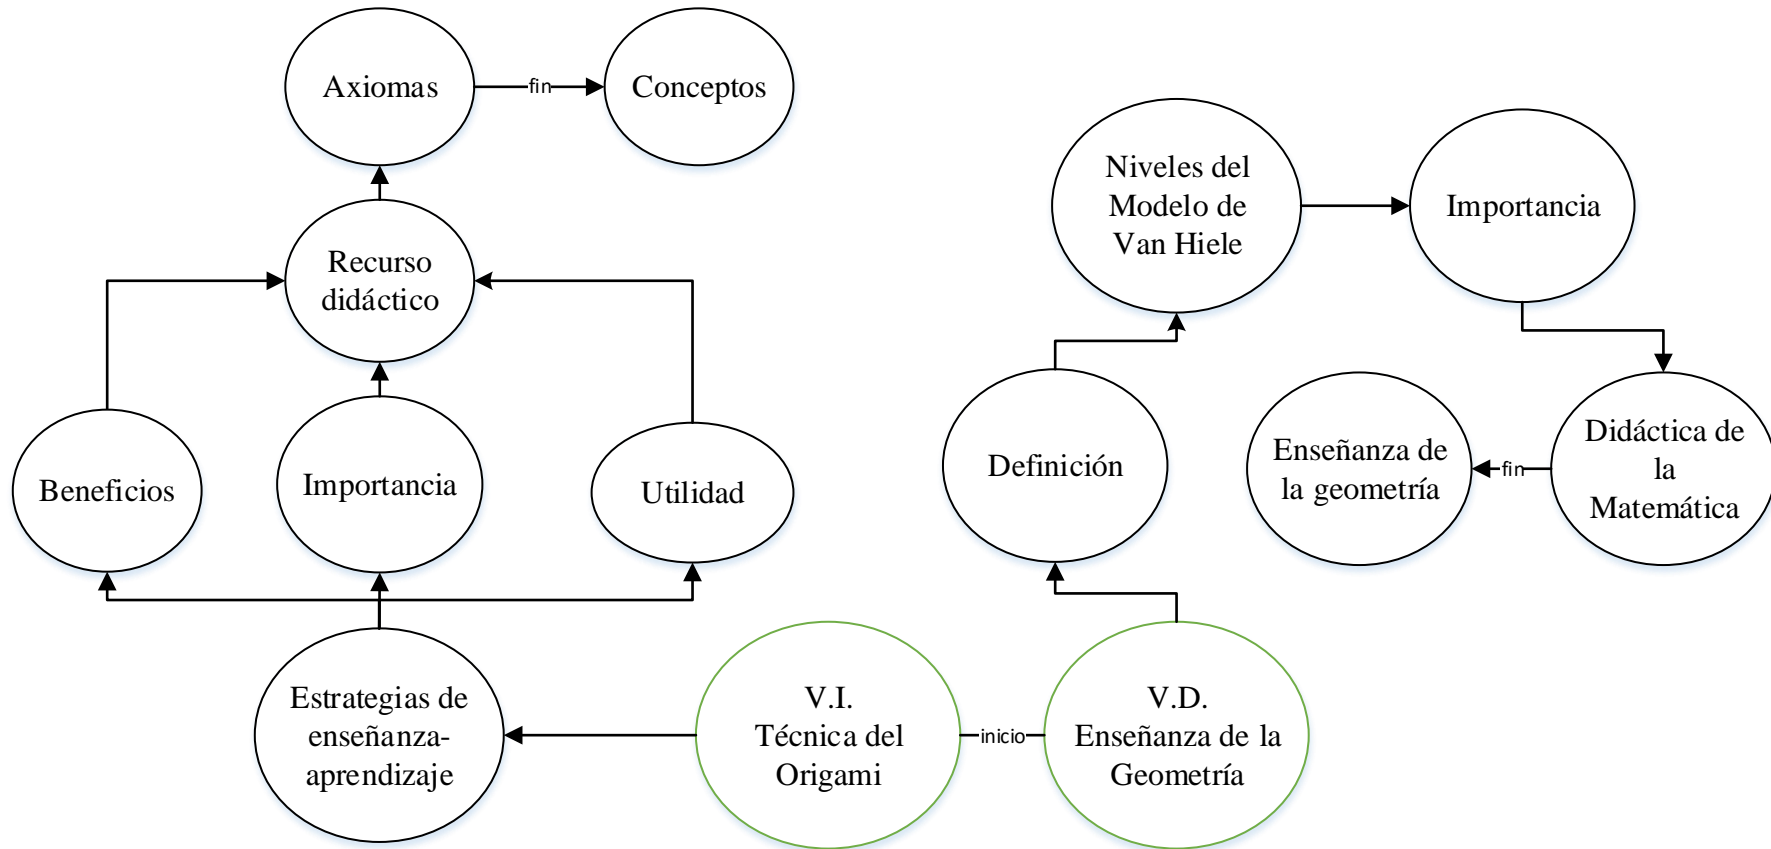 Axiomas
fin
Conceptos
Niveles del
Modelo de
Van Hiele
Importancia
Recurso
didáctico
Beneficios
Importancia
Utilidad
Definición
Enseñanza de
la geometría
fin
Didáctica de
la
Matemática
Estrategias de
enseñanza-
aprendizaje
V.I.
Técnica del
Origami
inicio
V.D.
Enseñanza de la
Geometría